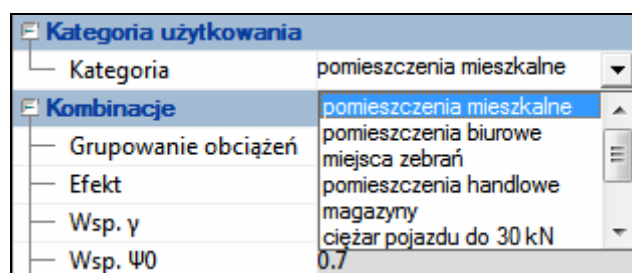 Kategoria użytkowania
Kategoria pomieszczenia mieszkalne
Kombinacje pomieszczenia mieszkalne
pomieszczenia biurowe
Grupowanie obciążeń miejsca zebrań
Efekt pomieszczenia handlowe
magazyny
Wsp. γ ciężar pojazdu do 30 kN
Wsp. Ψ0 0.7